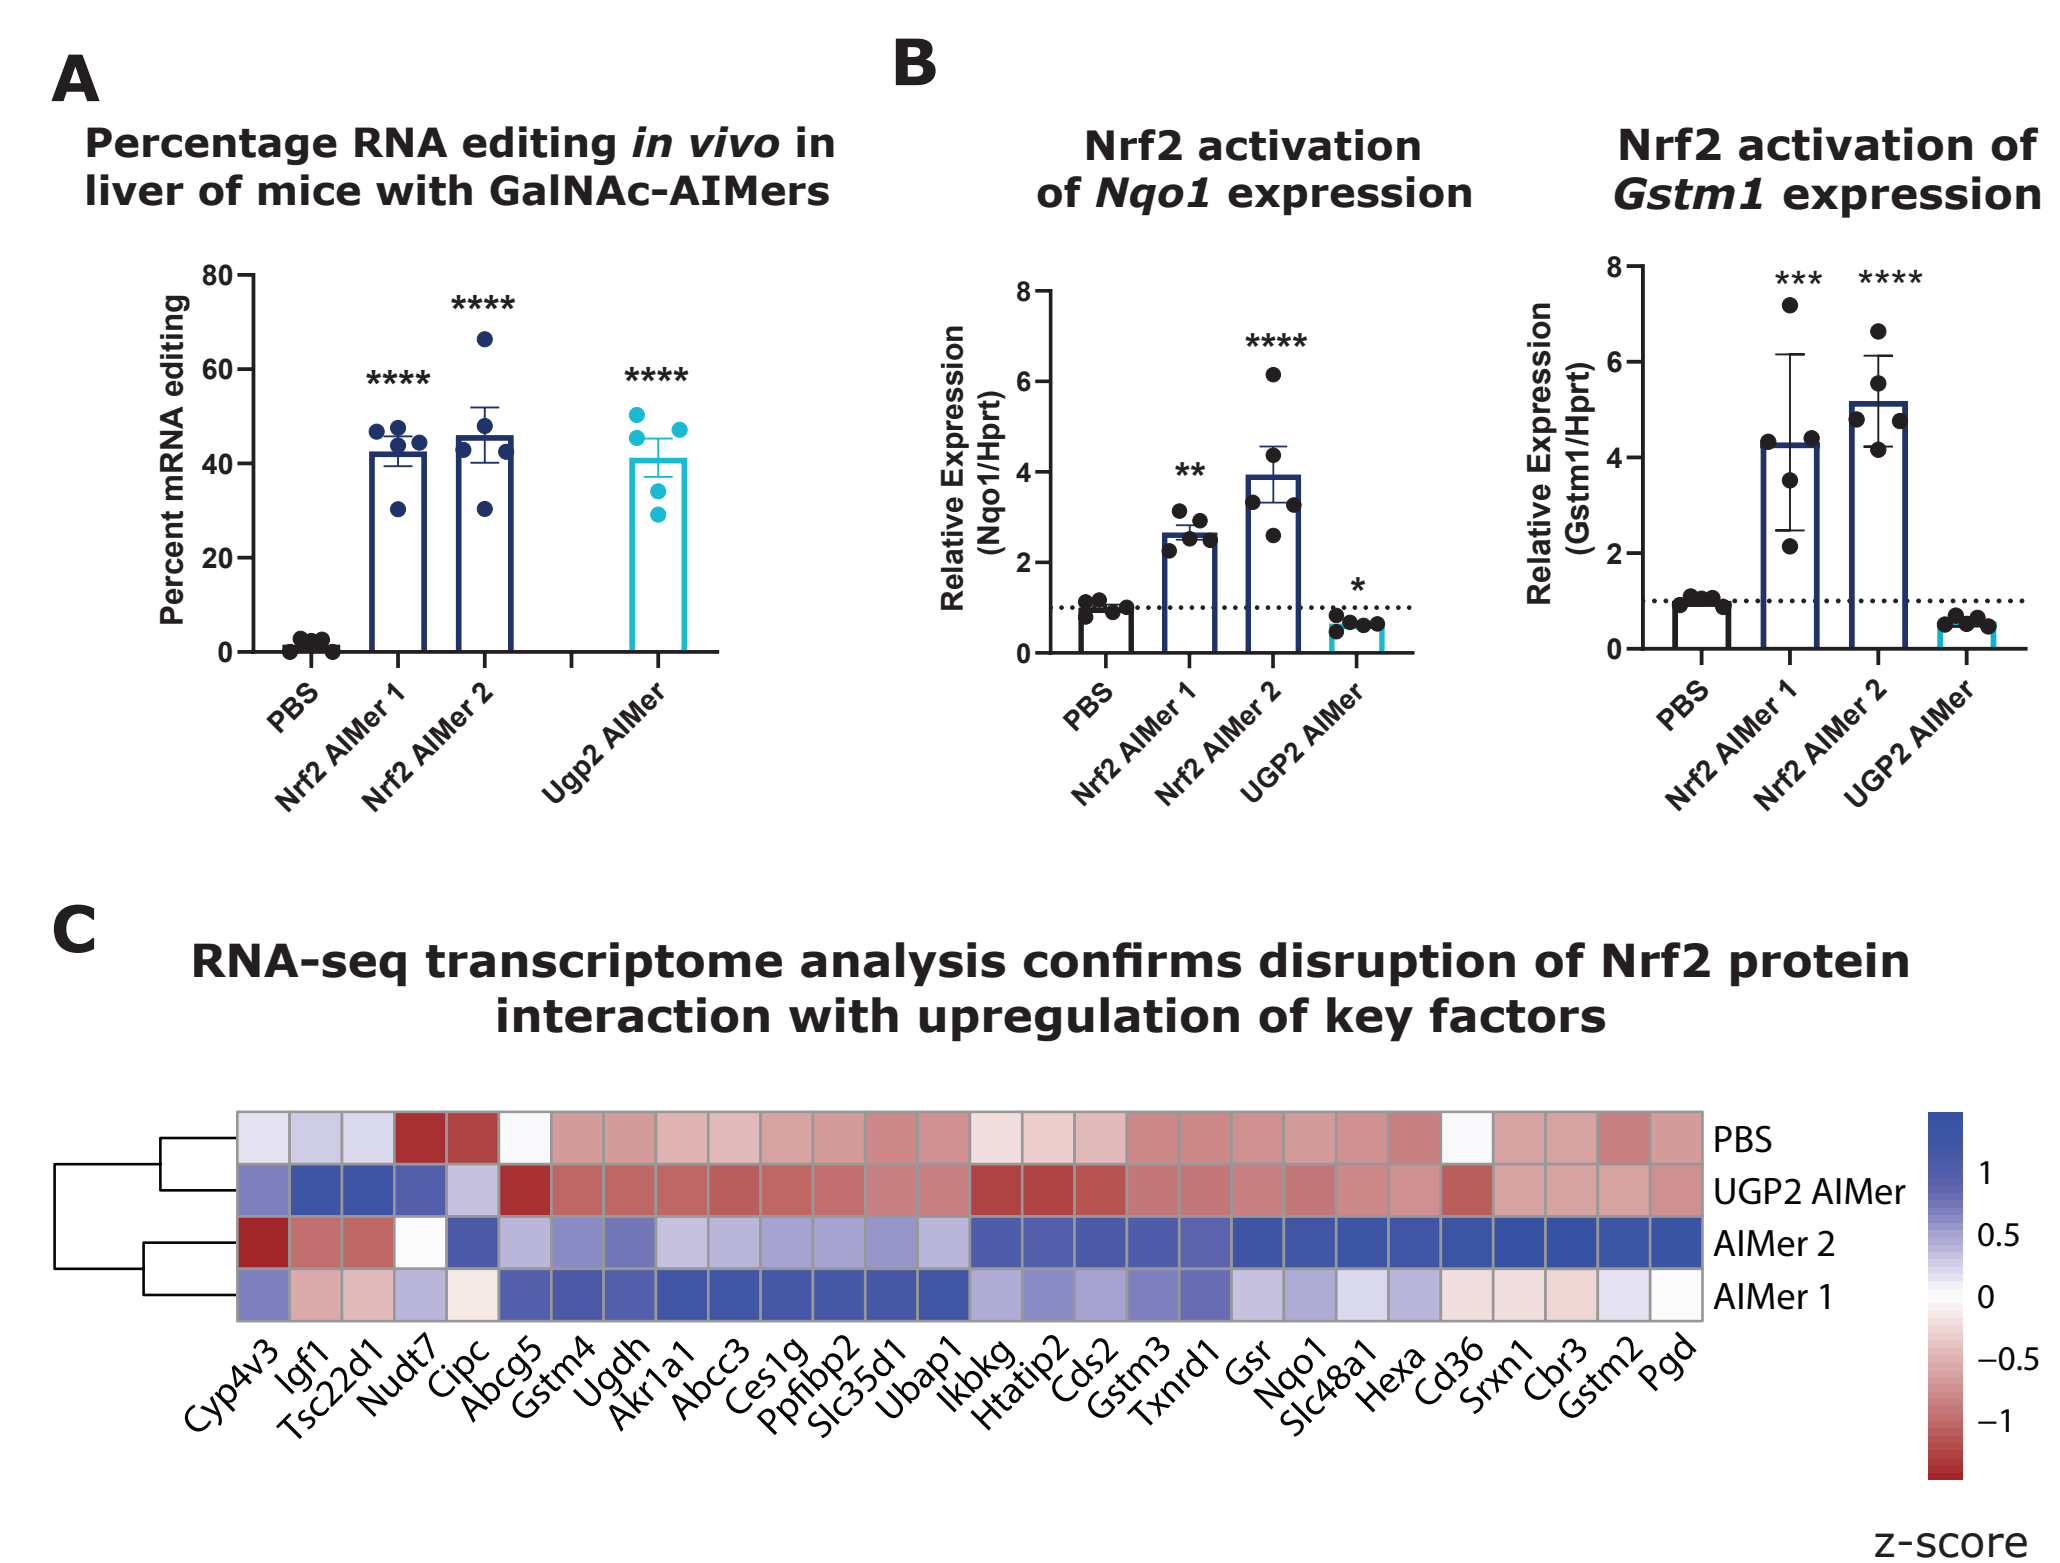 A
Percentage RNA editing in vivo in
liver of mice with GalNAc-AIMers
Percent mRNA editing
80
60
40
20
0
****
****
****
PBS
Nrf2 AIMer 1
Nrf2 AIMer 2
Ugp2 AIMer
B
Nrf2 activation
of Nqo1 expression
Relative Expression
(Nqo1/Hprt)
8
6
4
2
0
**
****
*
PBS
Nrf2 AIMer 1
Nrf2 AIMer 2
UGP2 AIMer
Nrf2 activation of
Gstm1 expression
Relative Expression
(Gstm1/Hprt)
8
6
4
2
0
***
****
PBS
Nrf2 AIMer 1
Nrf2 AIMer 2
UGP2 AIMer
C
RNA-seq transcriptome analysis confirms disruption of Nrf2 protein
interaction with upregulation of key factors
PBS
UGP2 AIMer
AIMer 2
AIMer 1
Cyp4v3
Igf1
Tsc22d1
Nudt7
Cipc
Abcg5
Gstm4
Ugdh
Akr1a1
Abcc3
Ces1g
Ppfibp2
Slc35d1
Ubap1
Ikbkg
Htatip2
Cds2
Gstm3
Txnrd1
Gsr
Nqo1
Slc48a1
Hexa
Cd36
Srxn1
Cbr3
Gstm2
Pgd
1
0.5
0
−0.5
−1
z-score